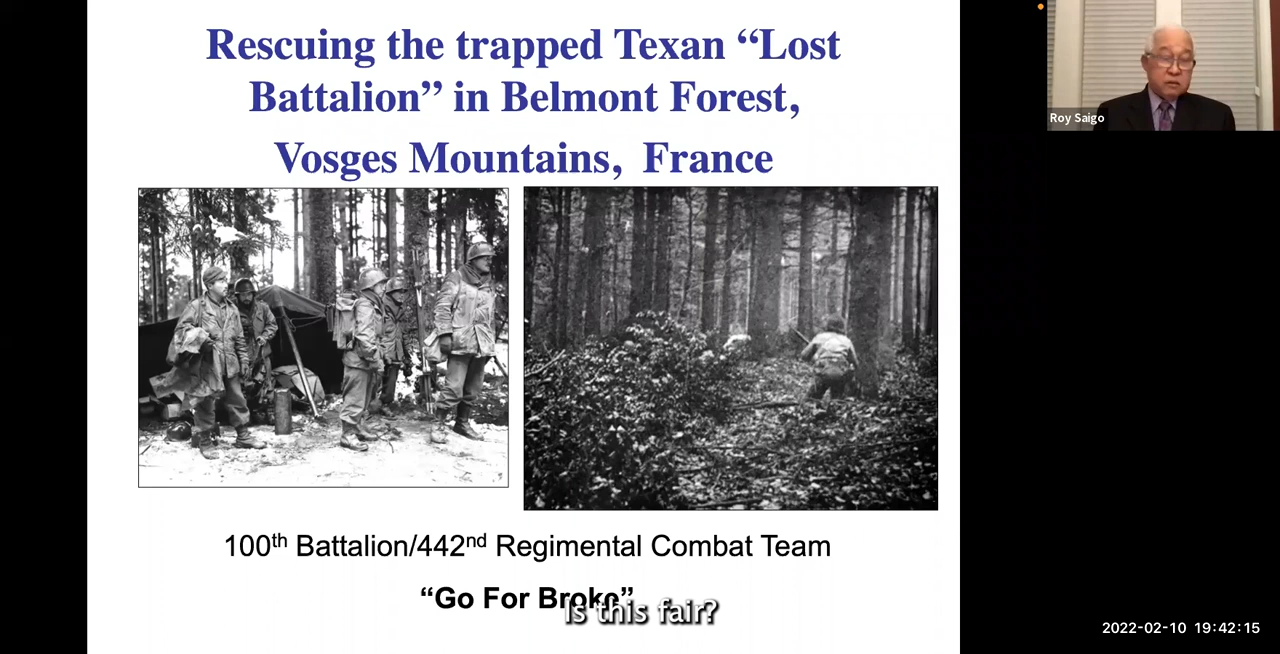 Rescuing the trapped Texan “Lost
Battalion” in Belmont Forest,
Vosges Mountains, France
Roy Saigo
100th Battalion/442nd Regimental Combat Team
“Go For Broke”
Is this fair?
2022-02-10 19:42:15